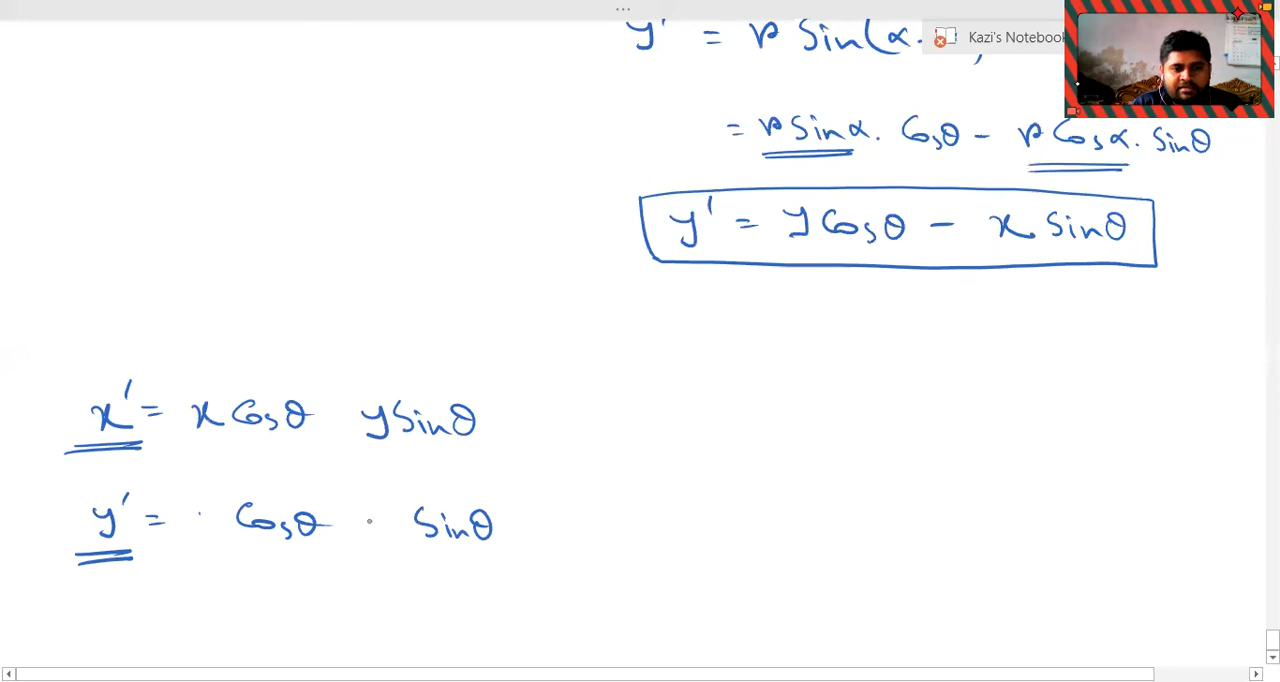 ...
y' = r Sin(α.
Kazi's Notebook
= r Sinα. Cosθ - r Cosα. Sinθ
y' = y Cosθ - x Sinθ
x' = x Cosθ y Sinθ
y' = . Cosθ . Sinθ